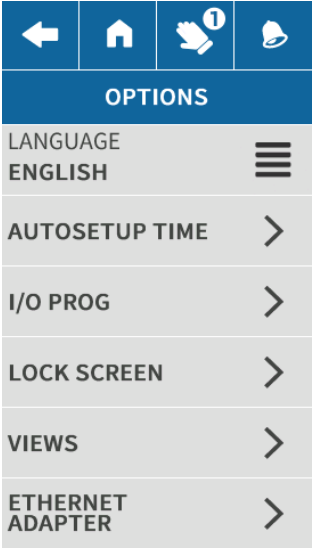 1
OPTIONS
LANGUAGE
ENGLISH
AUTOSETUP TIME
I/O PROG
LOCK SCREEN
VIEWS
ETHERNET
ADAPTER